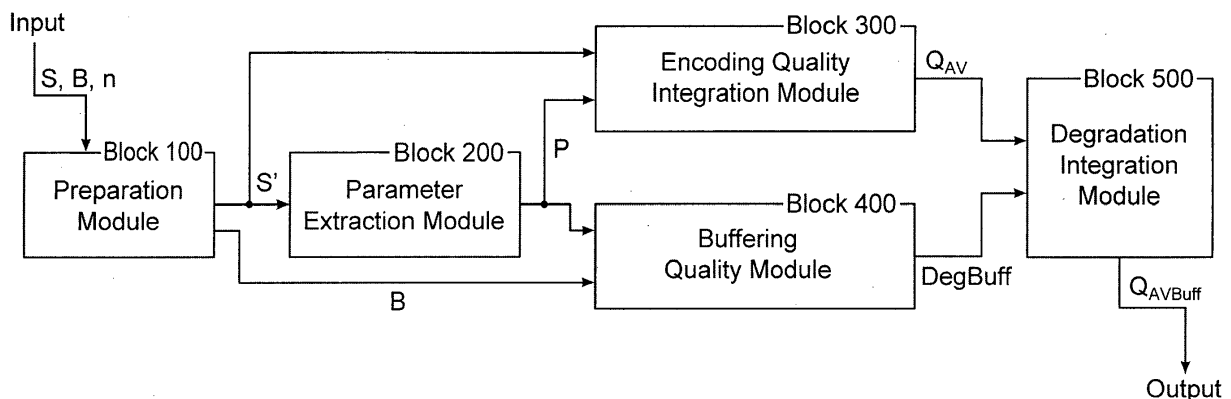 Input
S, B, n
Block 100
Preparation
Module
S'
Block 200
Parameter
Extraction Module
P
B
Block 300
Encoding Quality
Integration Module
Q_AV
Block 400
Buffering
Quality Module
DegBuff
Block 500
Degradation
Integration
Module
Q_AVBuff
Output